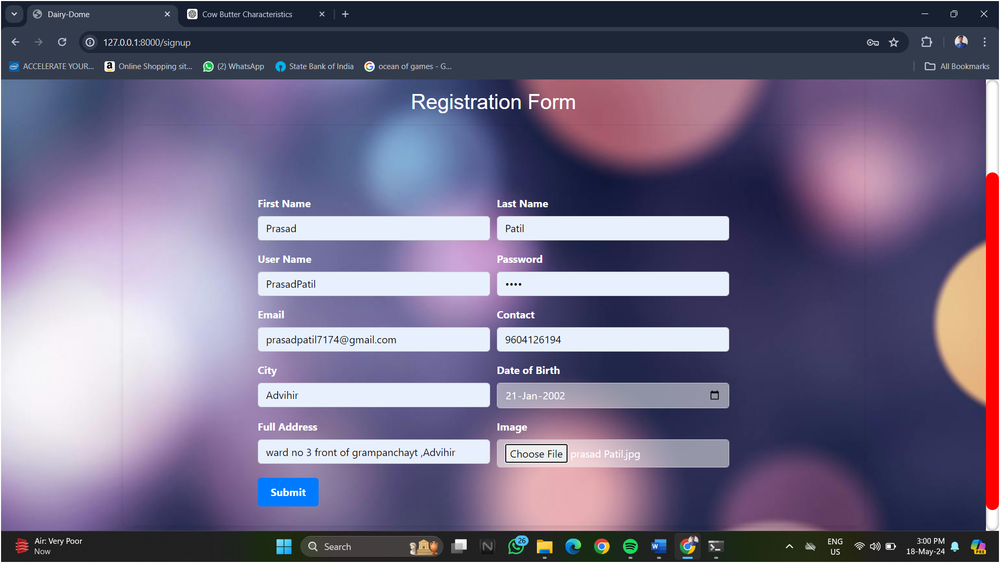 Dairy-Dome
Cow Butter Characteristics
127.0.0.1:8000/signup
ACCELERATE YOUR...
Online Shopping sit...
(2) WhatsApp
State Bank of India
ocean of games - G...
All Bookmarks
Registration Form
First Name
Last Name
Prasad
Patil
User Name
Password
PrasadPatil
••••
Email
Contact
prasadpatil7174@gmail.com
9604126194
City
Date of Birth
Advihir
21-Jan-2002
Full Address
Image
ward no 3 front of grampanchayt ,Advihir
Choose File prasad Patil.jpg
Submit
Air: Very Poor
Now
Search
26
ENG
US
3:00 PM
18-May-24
PRE